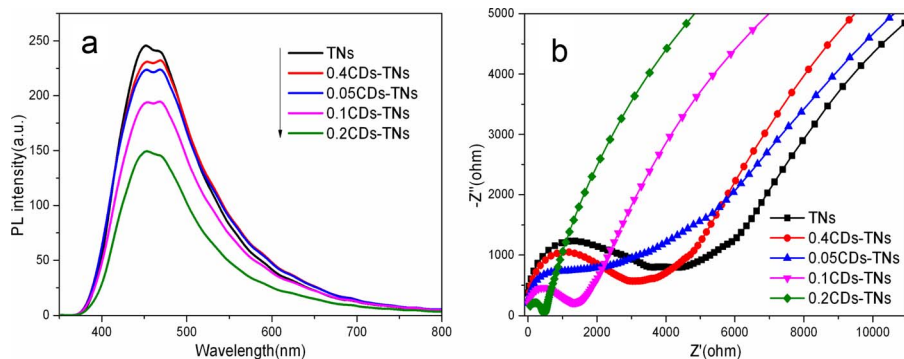 a
TNs
0.4CDs-TNs
0.05CDs-TNs
0.1CDs-TNs
0.2CDs-TNs
PL intensity(a.u.)
250
200
150
100
50
0
400 500 600 700 800
Wavelength(nm)
b
-Z''(ohm)
5000
4000
3000
2000
1000
0
TNs
0.4CDs-TNs
0.05CDs-TNs
0.1CDs-TNs
0.2CDs-TNs
0 2000 4000 6000 8000 10000
Z'(ohm)